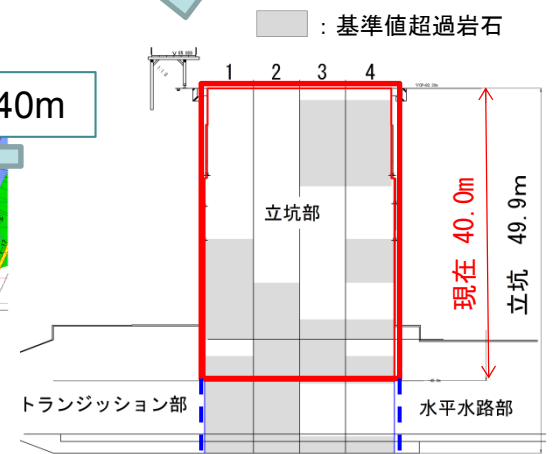 ：基準値超過岩石
1 2 3 4
40m
立坑部
現在 40.0m
立坑 49.9m
トランジッション部
水平水路部